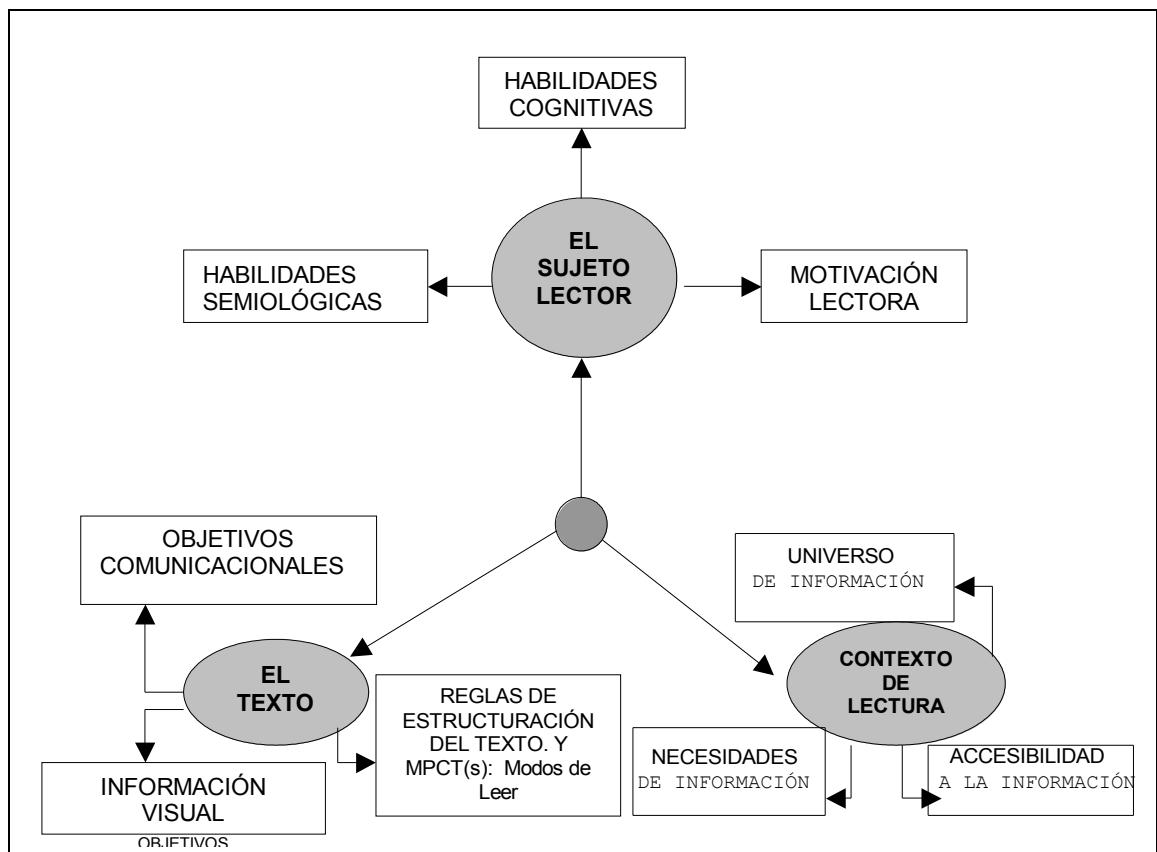 HABILIDADES
COGNITIVAS
EL
SUJETO
LECTOR
HABILIDADES
SEMIOLÓGICAS
MOTIVACIÓN
LECTORA
OBJETIVOS
COMUNICACIONALES
UNIVERSO
DE INFORMACIÓN
EL
TEXTO
CONTEXTO
DE
LECTURA
REGLAS DE
ESTRUCTURACIÓN
DEL TEXTO. Y
MPCT(s): Modos de
Leer
NECESIDADES
DE INFORMACIÓN
ACCESIBILIDAD
A LA INFORMACIÓN
INFORMACIÓN
VISUAL
OBJETIVOS